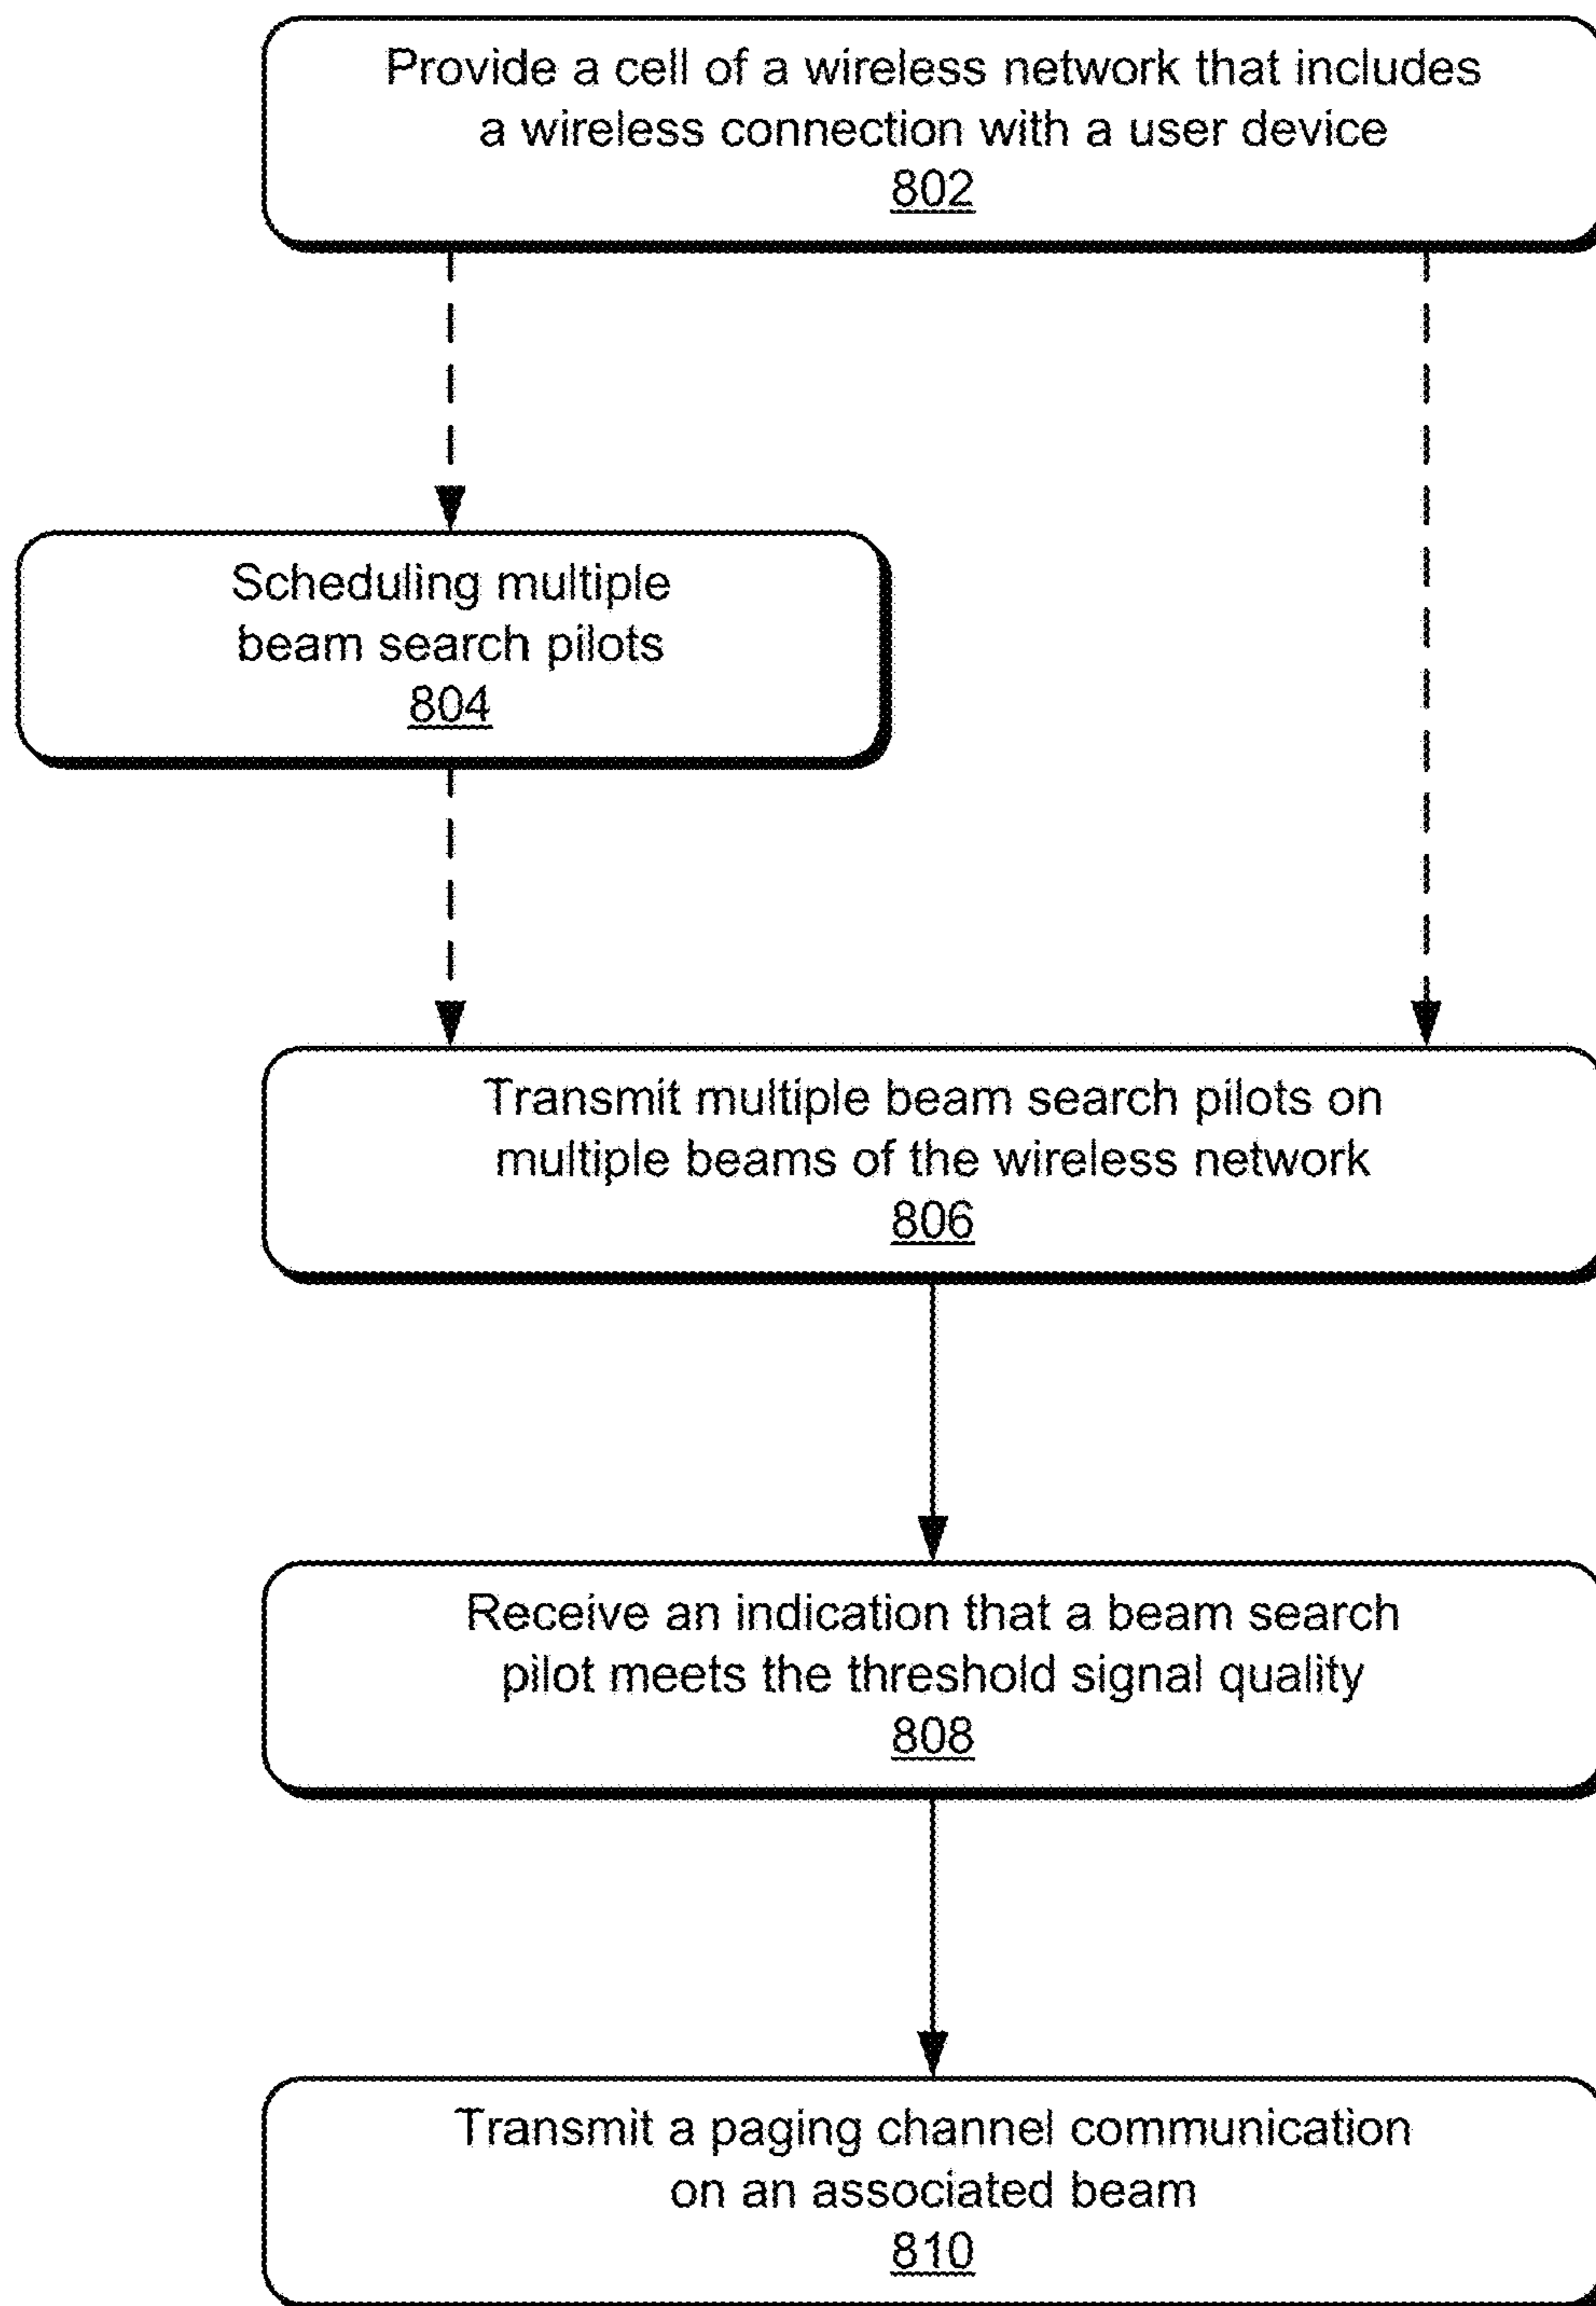 Provide a cell of a wireless network that includes
a wireless connection with a user device
802
Scheduling multiple
beam search pilots
804
Transmit multiple beam search pilots on
multiple beams of the wireless network
806
Receive an indication that a beam search
pilot meets the threshold signal quality
808
Transmit a paging channel communication
on an associated beam
810